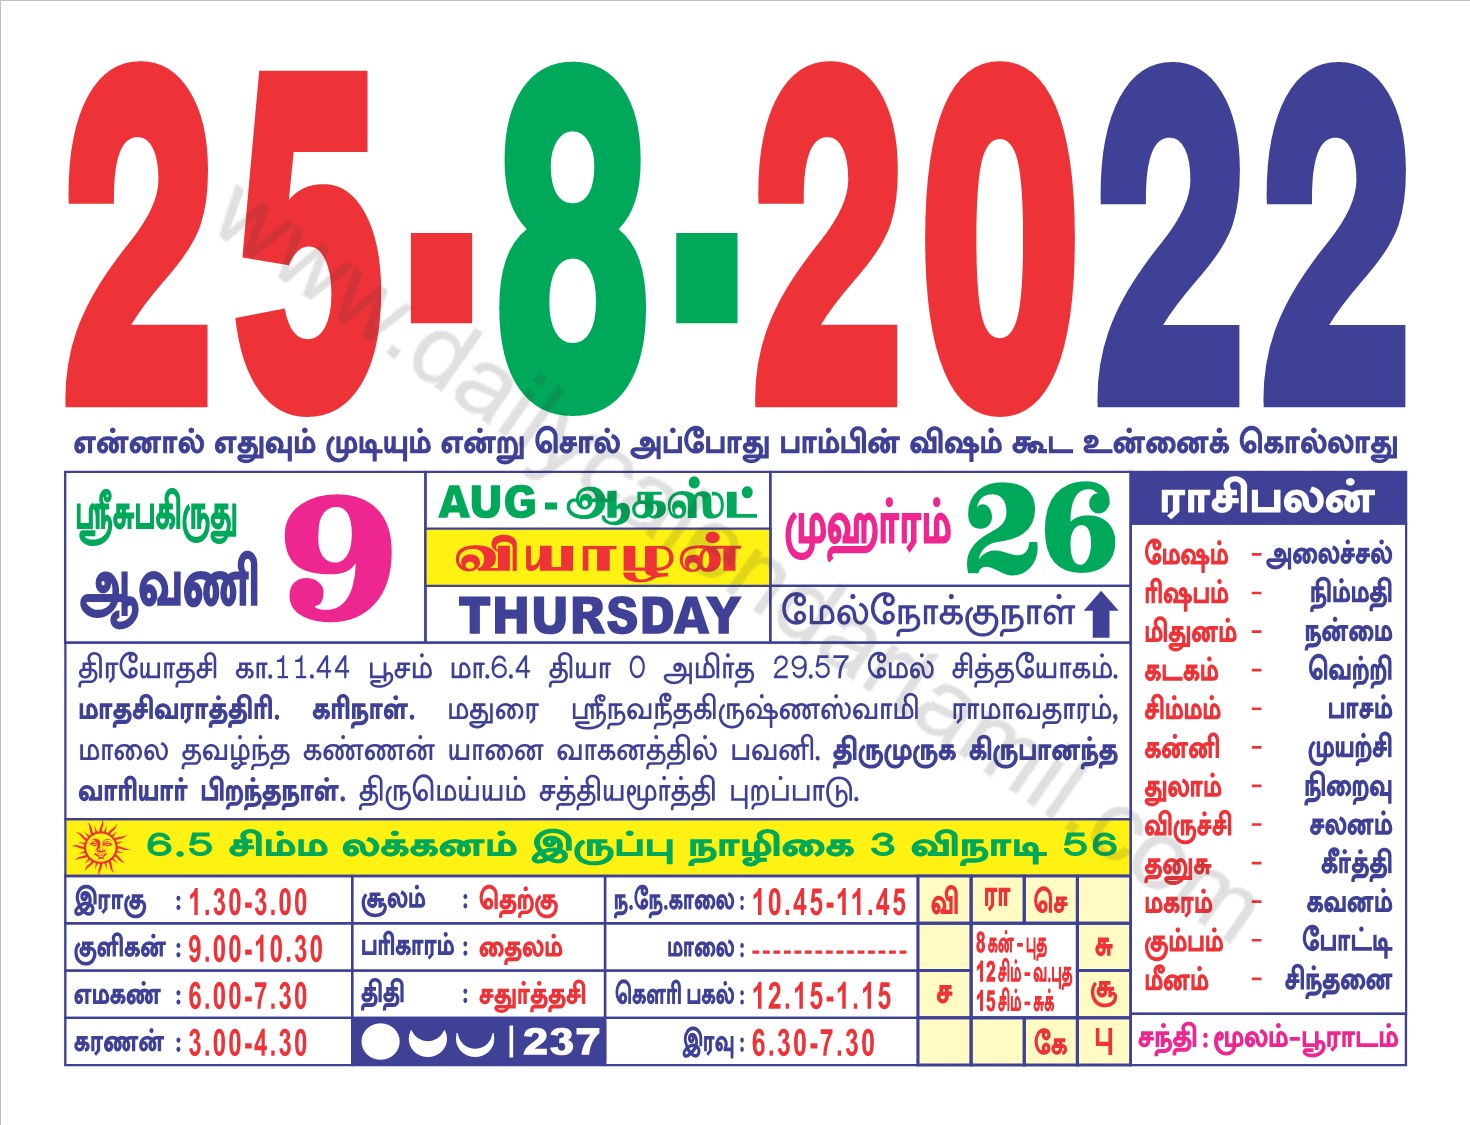 25-8-2022
என்னால் எதுவும் முடியும் என்று சொல் அப்போது பாம்பின் விஷம் கூட உன்னைக் கொல்லாது
ஸ்ரீசுபகிருது
ஆவணி 9
AUG - ஆகஸ்ட்
வியாழன்
THURSDAY
முஹர்ரம் 26
மேல்நோக்குநாள்
திரயோதசி கா.11.44 பூசம் மா.6.4 தியா 0 அமிர்த 29.57 மேல் சித்தயோகம்.
மாதசிவராத்திரி. கரிநாள். மதுரை ஸ்ரீநவநீதகிருஷ்ணஸ்வாமி ராமாவதாரம்,
மாலை தவழ்ந்த கண்ணன் யானை வாகனத்தில் பவனி. திருமுருக கிருபானந்த
வாரியார் பிறந்தநாள். திருமெய்யம் சத்தியமூர்த்தி புறப்பாடு.
6.5 சிம்ம லக்கனம் இருப்பு நாழிகை 3 விநாடி 56
இராகு : 1.30-3.00
குளிகன் : 9.00-10.30
எமகண் : 6.00-7.30
கரணன் : 3.00-4.30
சூலம் : தெற்கு
பரிகாரம் : தைலம்
திதி : சதுர்த்தசி
| 237
ந.நே.காலை : 10.45-11.45
மாலை : --------------
கௌரி பகல் : 12.15-1.15
இரவு : 6.30-7.30
வி ரா செ
சு
ச சூ
கே பு
8கன் - புத
12சிம் - வ.புத
15சிம் - சுக்
ராசிபலன்
மேஷம் - அலைச்சல்
ரிஷபம் - நிம்மதி
மிதுனம் - நன்மை
கடகம் - வெற்றி
சிம்மம் - பாசம்
கன்னி - முயற்சி
துலாம் - நிறைவு
விருச்சி - சலனம்
தனுசு - கீர்த்தி
மகரம் - கவனம்
கும்பம் - போட்டி
மீனம் - சிந்தனை
சந்தி : மூலம்-பூராடம்
www.dailycalendartamil.com